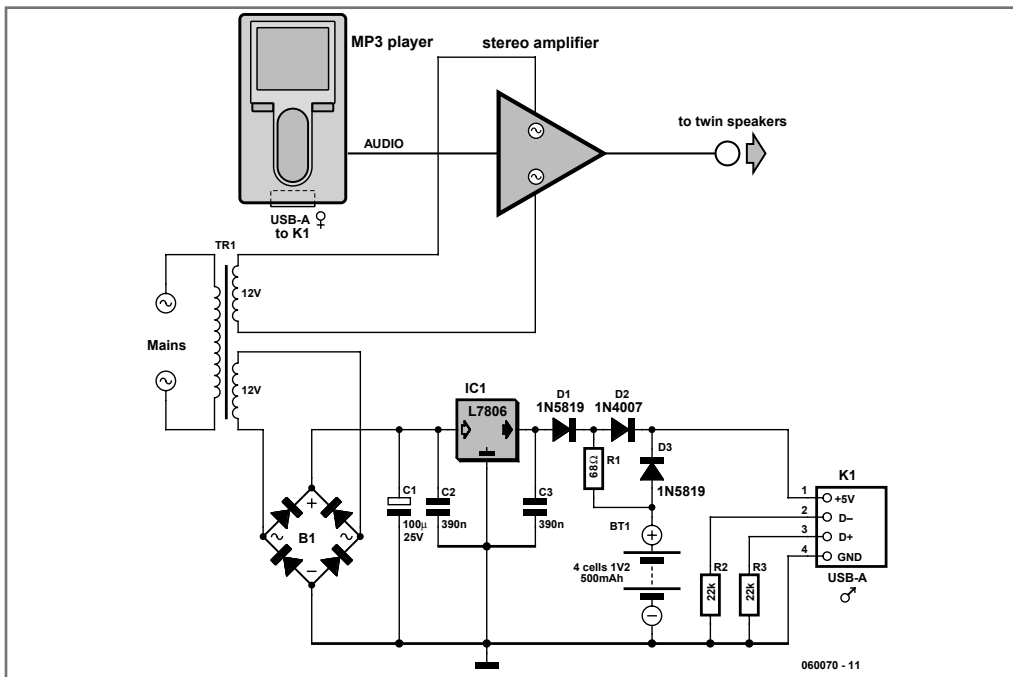 MP3 player
stereo amplifier
AUDIO
to twin speakers
USB-A ♀
to K1
TR1
12V
Mains
12V
IC1
L7806
D1
1N5819
D2
1N4007
D3
1N5819
R1
68Ω
C1
100µ
25V
C2
390n
C3
390n
B1
+
–
BT1
4 cells 1V2
500mAh
R2
22k
R3
22k
K1
1 +5V
2 D–
3 D+
4 GND
USB-A
♂
060070 - 11